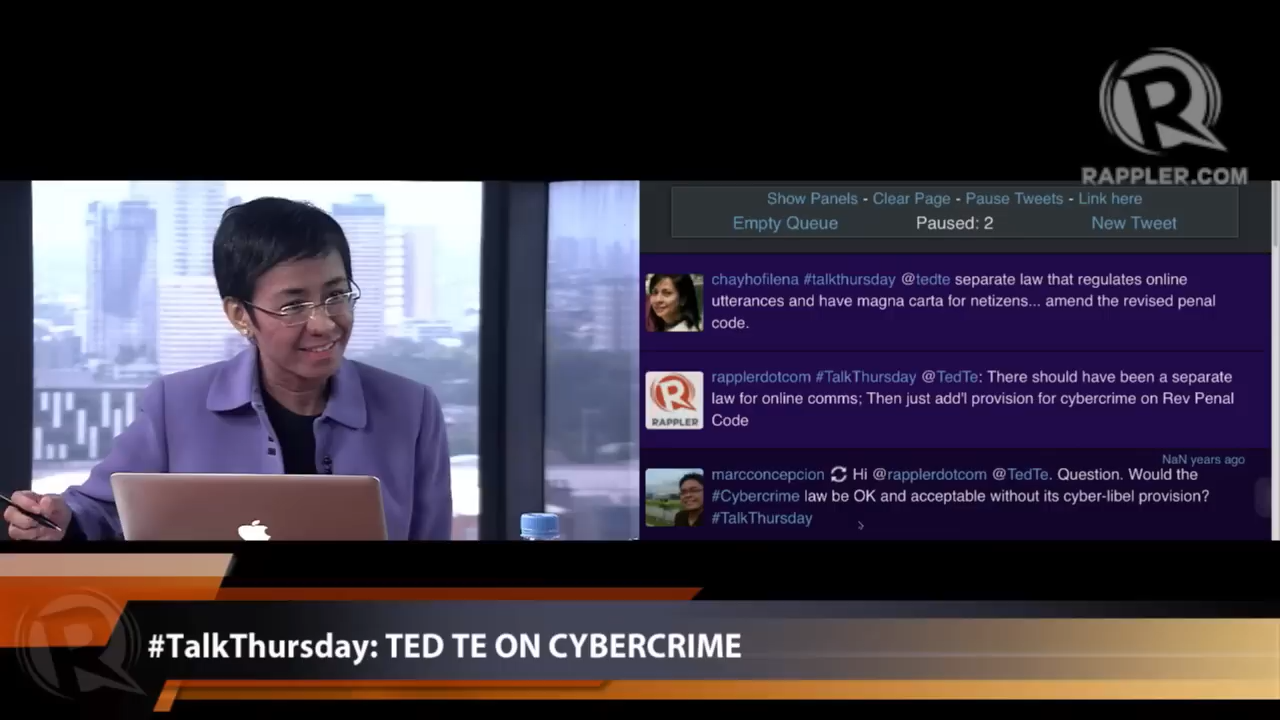 RAPPLER.COM
Show Panels - Clear Page - Pause Tweets - Link here
Empty Queue Paused: 2 New Tweet
chayhofilena #talkthursday @tedte separate law that regulates online
utterances and have magna carta for netizens... amend the revised penal
code.
rapplerdotcom #TalkThursday @TedTe: There should have been a separate
law for online comms; Then just add'l provision for cybercrime on Rev Penal
Code
RAPPLER
NaN years ago
marcconcepcion Hi @rapplerdotcom @TedTe. Question. Would the
#Cybercrime law be OK and acceptable without its cyber-libel provision?
#TalkThursday
#TalkThursday: TED TE ON CYBERCRIME